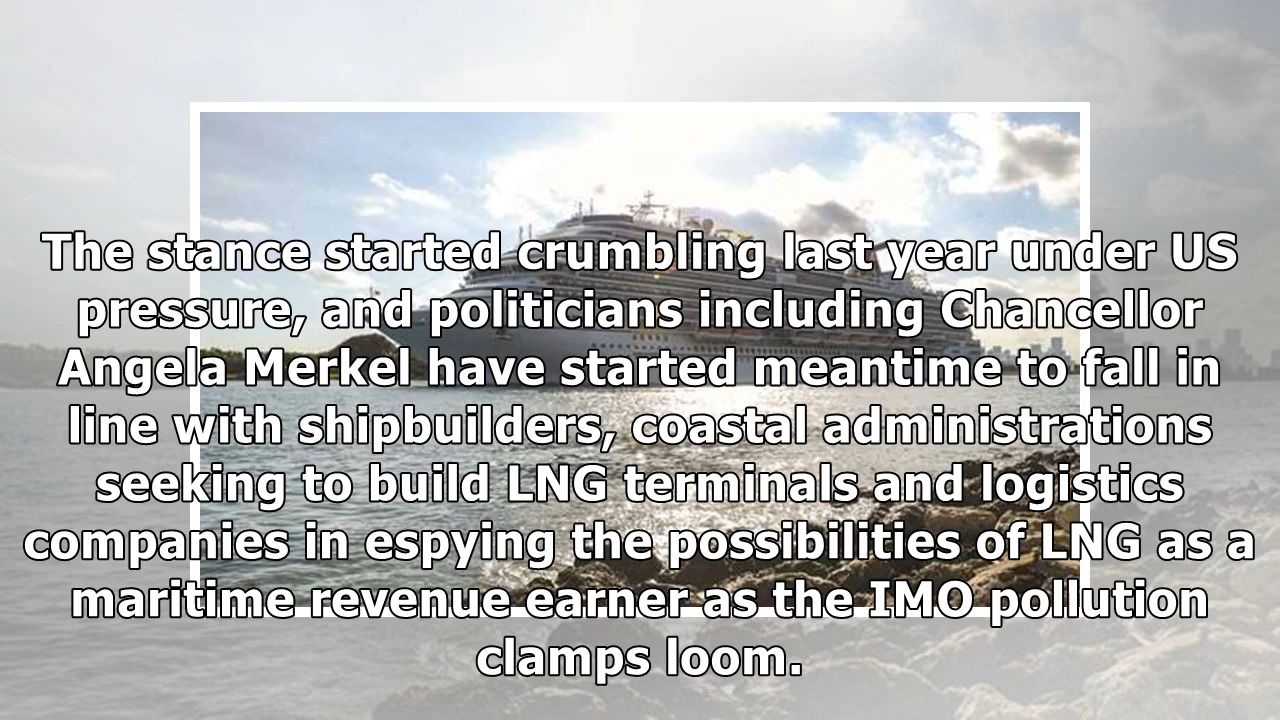 The stance started crumbling last year under US
pressure, and politicians including Chancellor
Angela Merkel have started meantime to fall in
line with shipbuilders, coastal administrations
seeking to build LNG terminals and logistics
companies in espying the possibilities of LNG as a
maritime revenue earner as the IMO pollution
clamps loom.